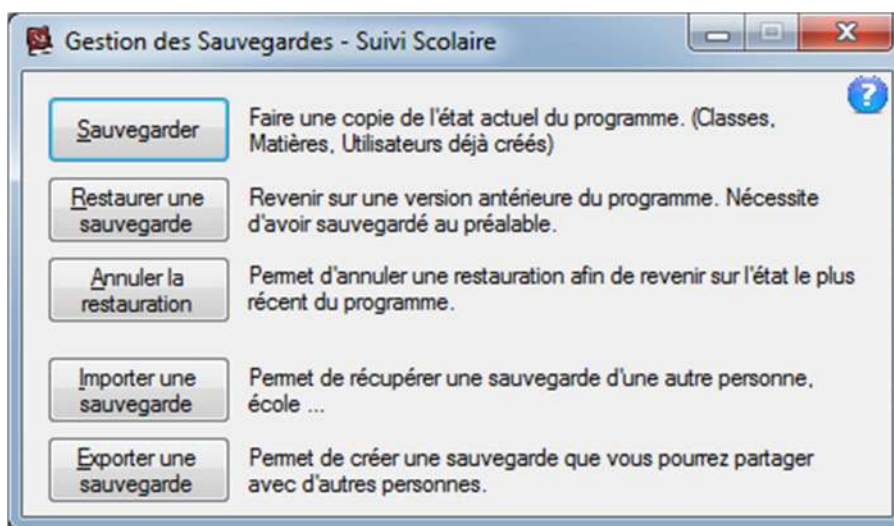 Gestion des Sauvegardes - Suivi Scolaire
Sauvegarder
Faire une copie de l'état actuel du programme. (Classes,
Matières, Utilisateurs déjà créés)
Restaurer une
sauvegarde
Revenir sur une version antérieure du programme. Nécessite
d'avoir sauvegardé au préalable.
Annuler la
restauration
Permet d'annuler une restauration afin de revenir sur l'état le plus
récent du programme.
Importer une
sauvegarde
Permet de récupérer une sauvegarde d'une autre personne,
école ...
Exporter une
sauvegarde
Permet de créer une sauvegarde que vous pourrez partager
avec d'autres personnes.